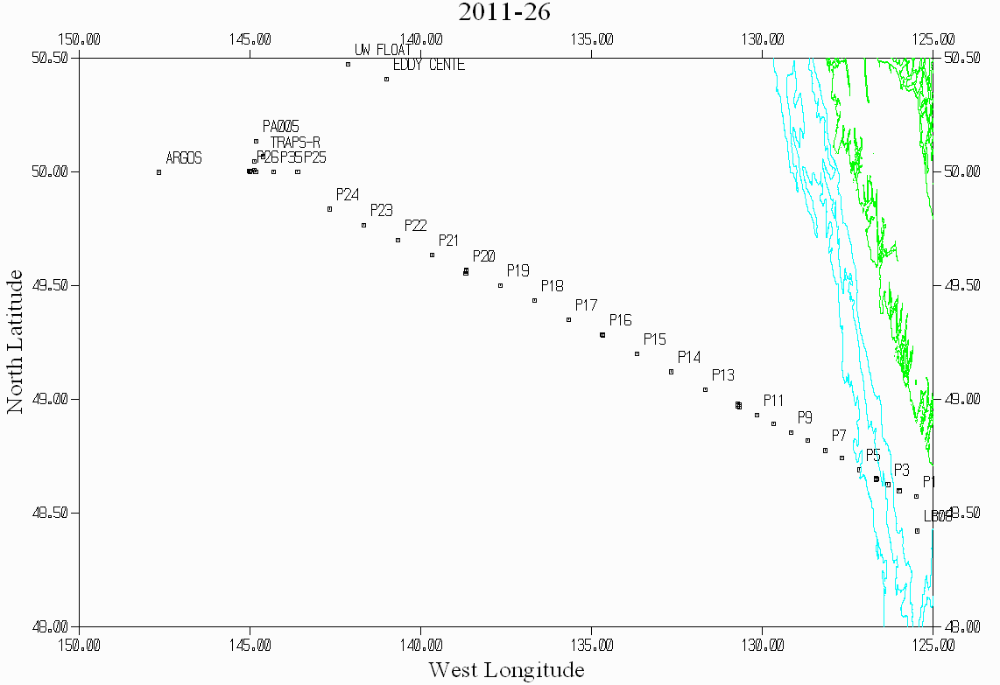 2011-26
150.00 145.00 140.00 135.00 130.00 125.00
50.50 50.50
UW FLOAT
EDDY CENTE
PA005
TRAPS-R
ARGOS
P26 P35 P25
50.00 50.00
P24
P23
P22
P21
P20
P19
49.50 49.50
P18
P17
P16
P15
P14
P13
49.00 49.00
P11
P9
P7
P5
P3
P1
48.50 48.50
48.00 48.00
150.00 145.00 140.00 135.00 130.00 125.00
North Latitude
West Longitude